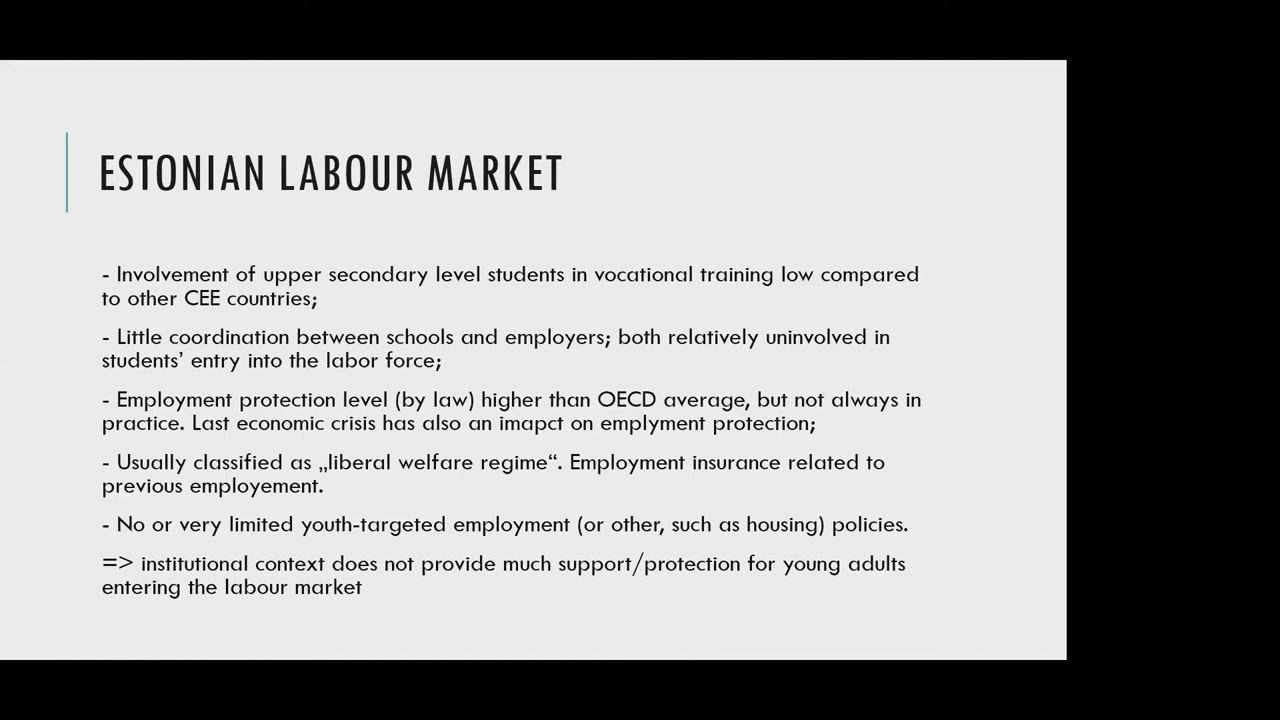 ESTONIAN LABOUR MARKET
- Involvement of upper secondary level students in vocational training low compared
to other CEE countries;
- Little coordination between schools and employers; both relatively uninvolved in
students’ entry into the labor force;
- Employment protection level (by law) higher than OECD average, but not always in
practice. Last economic crisis has also an imapct on emplyment protection;
- Usually classified as „liberal welfare regime“. Employment insurance related to
previous employement.
- No or very limited youth-targeted employment (or other, such as housing) policies.
=> institutional context does not provide much support/protection for young adults
entering the labour market